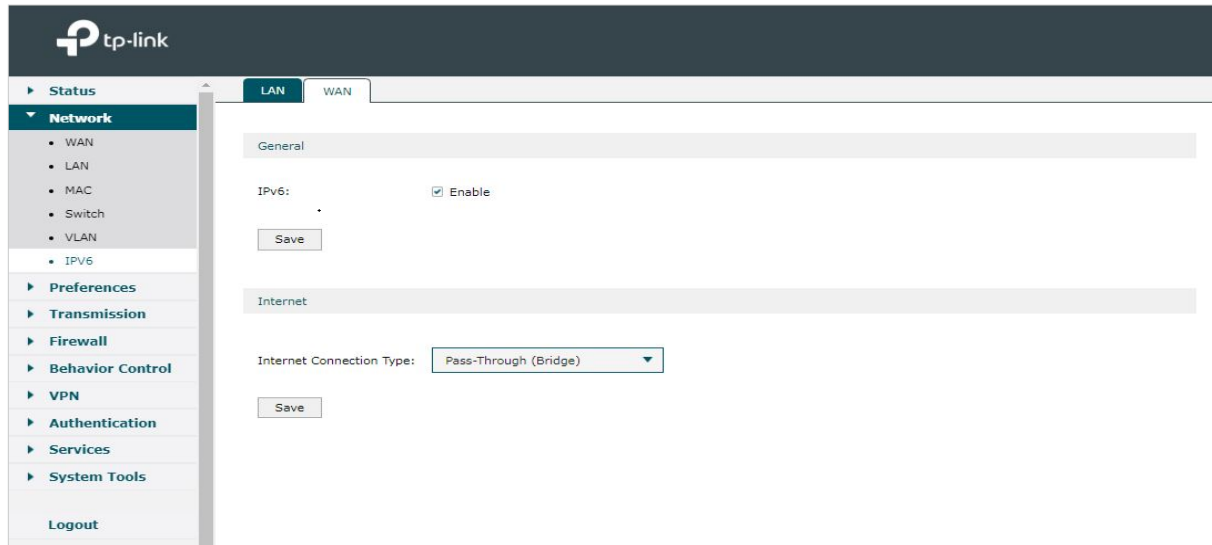 tp-link
Status
Network
WAN
LAN
MAC
Switch
VLAN
IPV6
Preferences
Transmission
Firewall
Behavior Control
VPN
Authentication
Services
System Tools
Logout
LAN WAN
General
IPv6: Enable
Save
Internet
Internet Connection Type: Pass-Through (Bridge)
Save